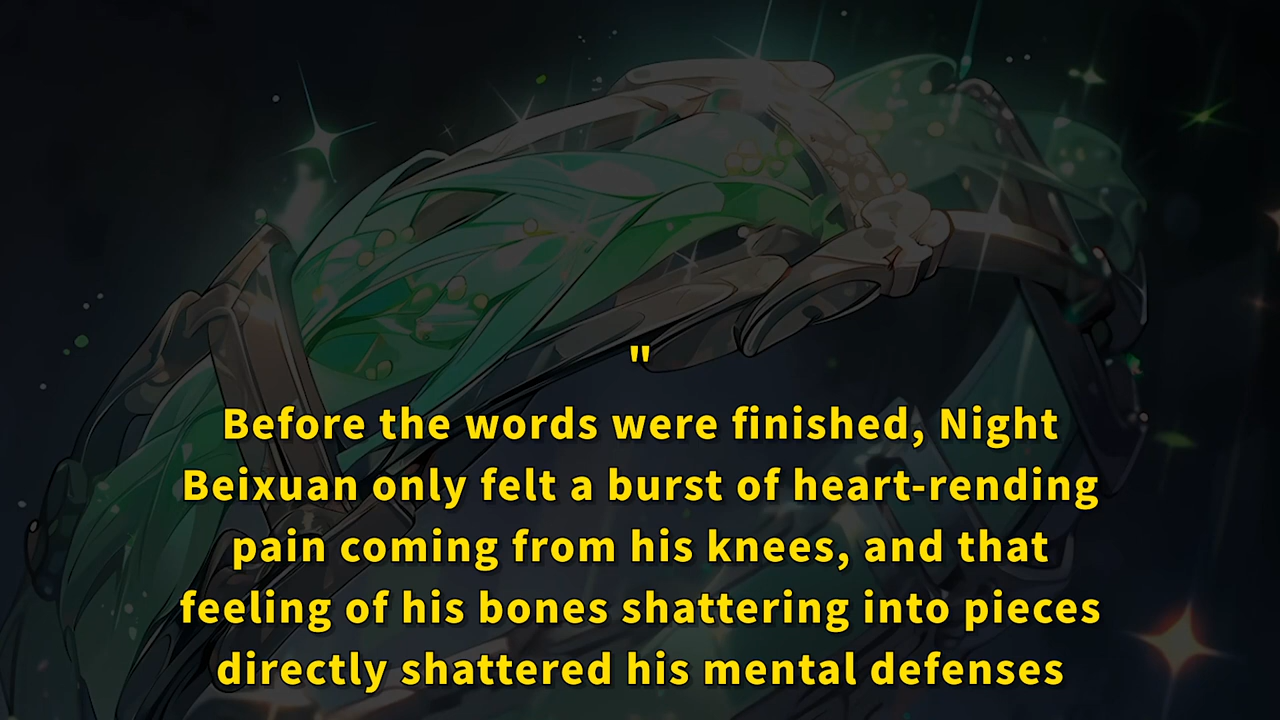 "
Before the words were finished, Night
Beixuan only felt a burst of heart-rending
pain coming from his knees, and that
feeling of his bones shattering into pieces
directly shattered his mental defenses